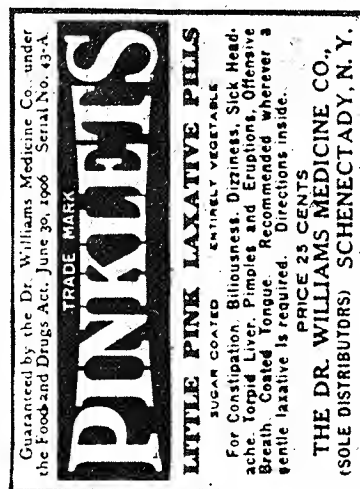 Guaranteed by the Dr. Williams Medicine Co., under
the Food and Drugs Act, June 30, 1906. Serial No. 43-A
TRADE MARK
PINKLETS
LITTLE PINK LAXATIVE PILLS
SUGAR COATED ENTIRELY VEGETABLE
For Constipation, Biliousness, Dizziness, Sick Head-
ache, Torpid Liver, Pimples and Eruptions, Offensive
Breath, Coated Tongue. Recommended wherever a
gentle laxative is required. Directions inside.
PRICE 25 CENTS
THE DR. WILLIAMS MEDICINE CO.,
(SOLE DISTRIBUTORS) SCHENECTADY, N. Y.